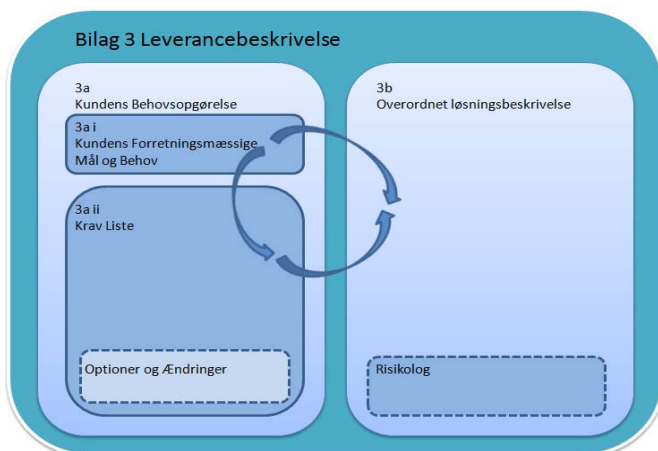 Bilag 3 Leverancebeskrivelse
3a
Kundens Behovsopgørelse
3a i
Kundens Forretningsmæssige
Mål og Behov
3a ii
Krav Liste
Optioner og Ændringer
3b
Overordnet løsningsbeskrivelse
Risikolog